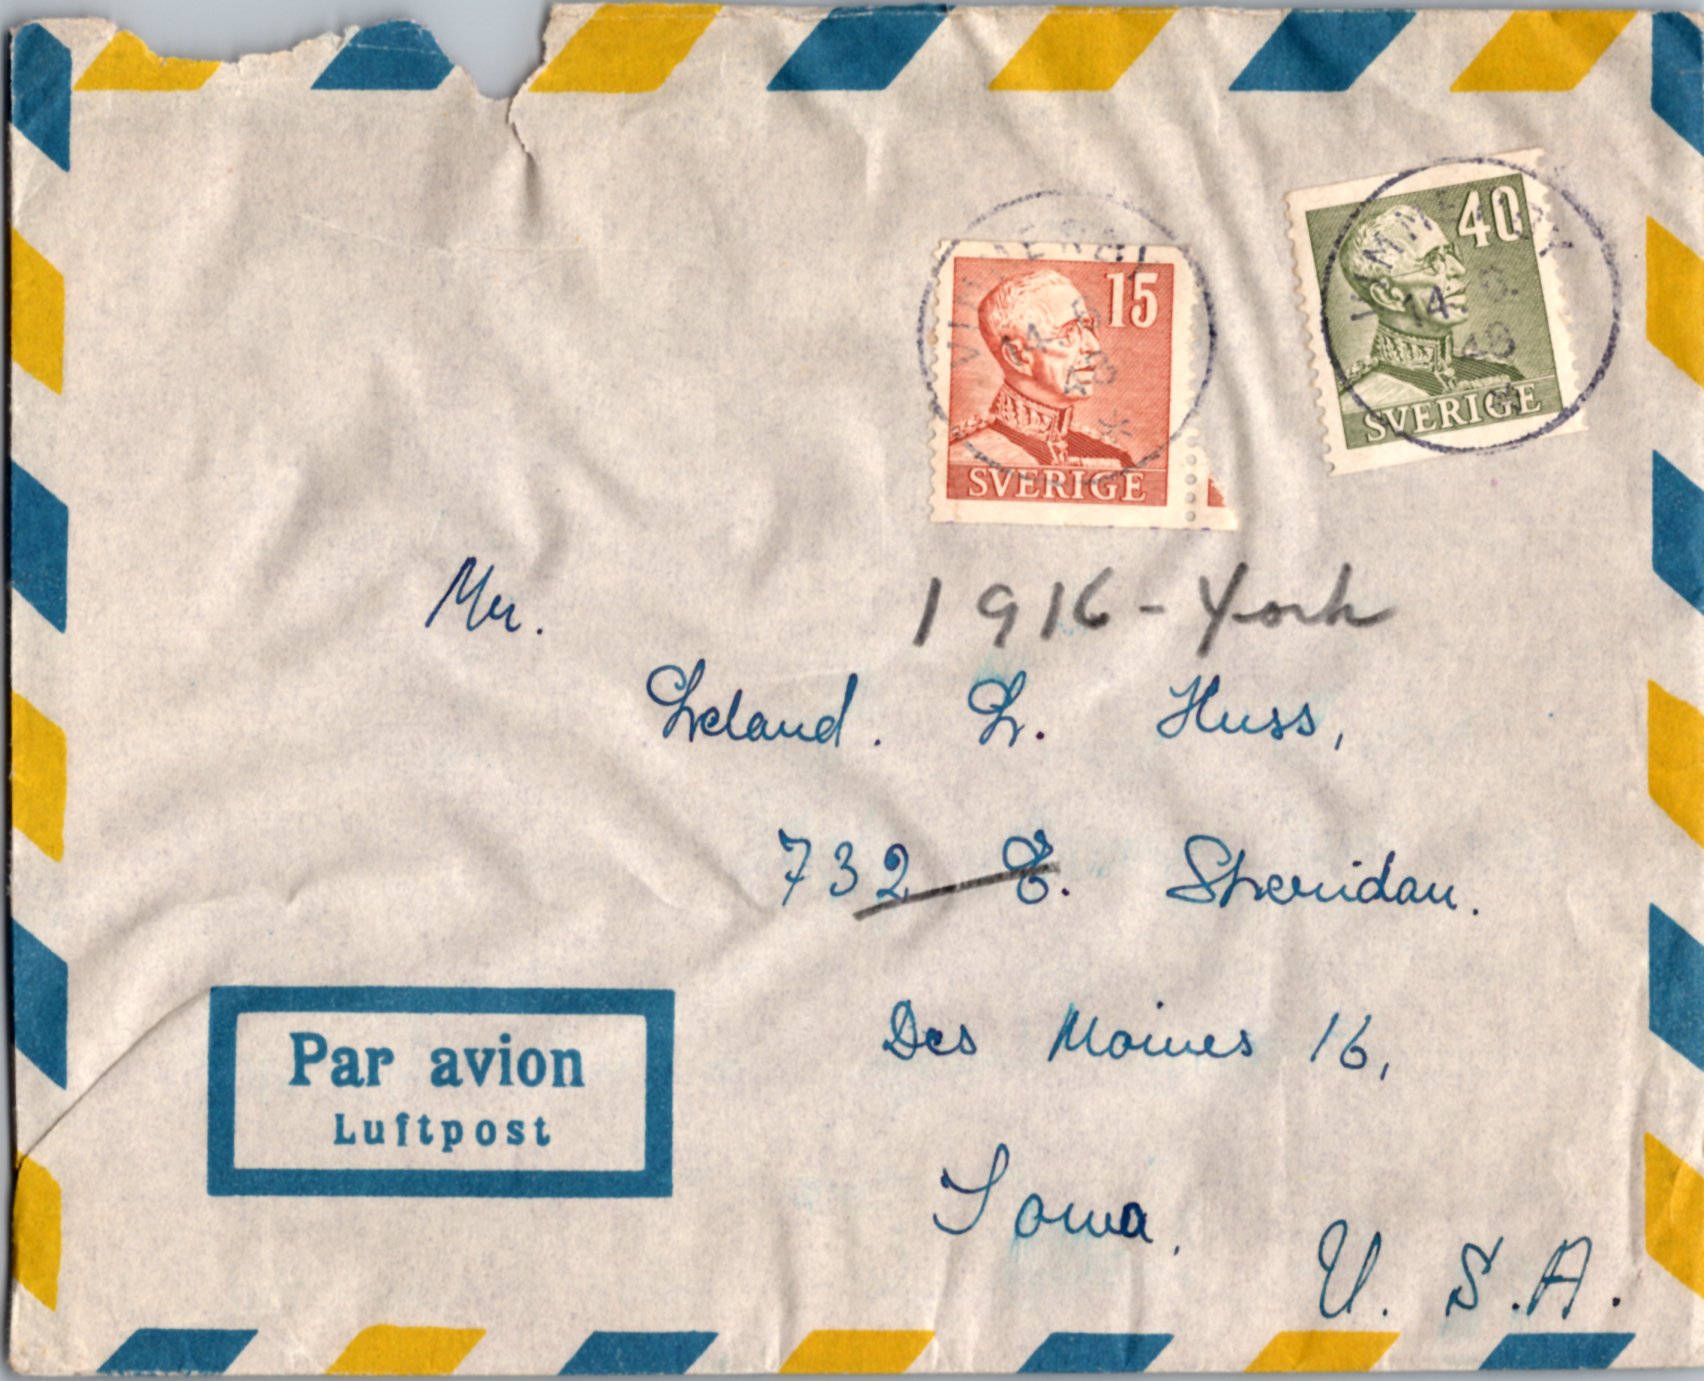 15
SVERIGE
40
SVERIGE
Mr.
1916 - York
Leland. L. Huss,
732 E. Sheridan.
Des Moines 16,
Iowa.
U. S. A.
Par avion
Luftpost